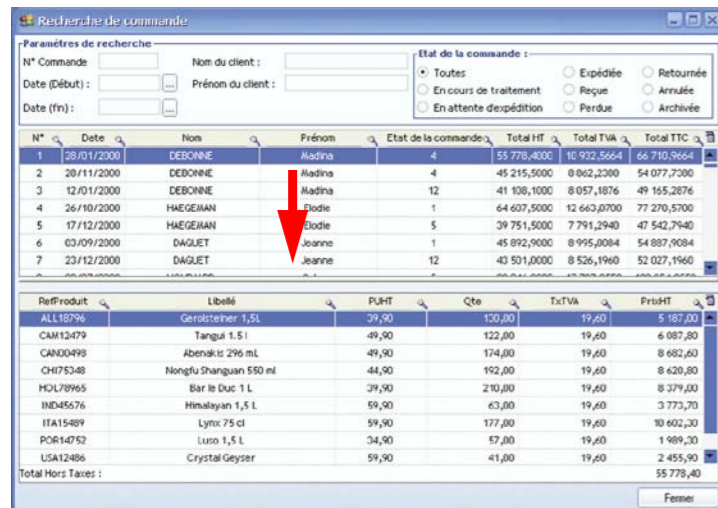 Recherche de commande
Paramètres de recherche
Etat de la commande :
N° Commande Nom du client :
Toutes Expédiée Retournée
Date (Début) : ... Prénom du client :
En cours de traitement Reçue Annulée
Date (fin) : ...
En attente d'expédition Perdue Archivée
N° Date Nom Prénom Etat de la commande Total HT Total TVA Total TTC
1 28/01/2000 DEBONNE Madina 4 55 778,4000 10 932,5664 66 710,9664
2 28/11/2000 DEBONNE Madina 4 45 215,5000 8 862,2380 54 077,7380
3 12/01/2000 DEBONNE Madina 12 41 108,1000 8 057,1876 49 165,2876
4 26/10/2000 HAEGEMAN Elodie 1 64 607,5000 12 663,0700 77 270,5700
5 17/12/2000 HAEGEMAN Elodie 5 39 751,5000 7 791,2940 47 542,7940
6 03/09/2000 DAGUET Jeanne 1 45 892,9000 8 995,0084 54 887,9084
7 23/12/2000 DAGUET Jeanne 12 43 501,0000 8 526,1960 52 027,1960
RefProduit Libellé PUHT Qte TxTVA PrixHT
ALL18796 Gerolsteiner 1,5L 39,90 130,00 19,60 5 187,00
CAM12479 Tangui 1.5 l 49,90 122,00 19,60 6 087,80
CAN00498 Abenakis 296 mL 49,90 174,00 19,60 8 682,60
CHI75348 Nongfu Shanguan 550 ml 44,90 192,00 19,60 8 620,80
HOL78965 Bar le Duc 1 L 39,90 210,00 19,60 8 379,00
IND45676 Himalayan 1,5 L 59,90 63,00 19,60 3 773,70
ITA15489 Lynx 75 cl 59,90 177,00 19,60 10 602,30
POR14752 Luso 1,5 L 34,90 57,00 19,60 1 989,30
USA12486 Crystal Geyser 59,90 41,00 19,60 2 455,90
Total Hors Taxes : 55 778,40
Fermer